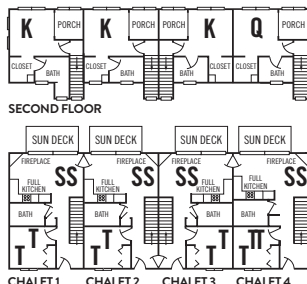 K PORCH K PORCH PORCH K Q PORCH
CLOSET BATH CLOSET BATH BATH CLOSET CLOSET BATH
SECOND FLOOR
SUN DECK SUN DECK SUN DECK SUN DECK
FIREPLACE FIREPLACE FIREPLACE FIREPLACE
SS SS SS SS
FULL KITCHEN FULL KITCHEN FULL KITCHEN FULL KITCHEN
BATH BATH BATH BATH
T T T T T T T TT
CHALET 1 CHALET 2 CHALET 3 CHALET 4